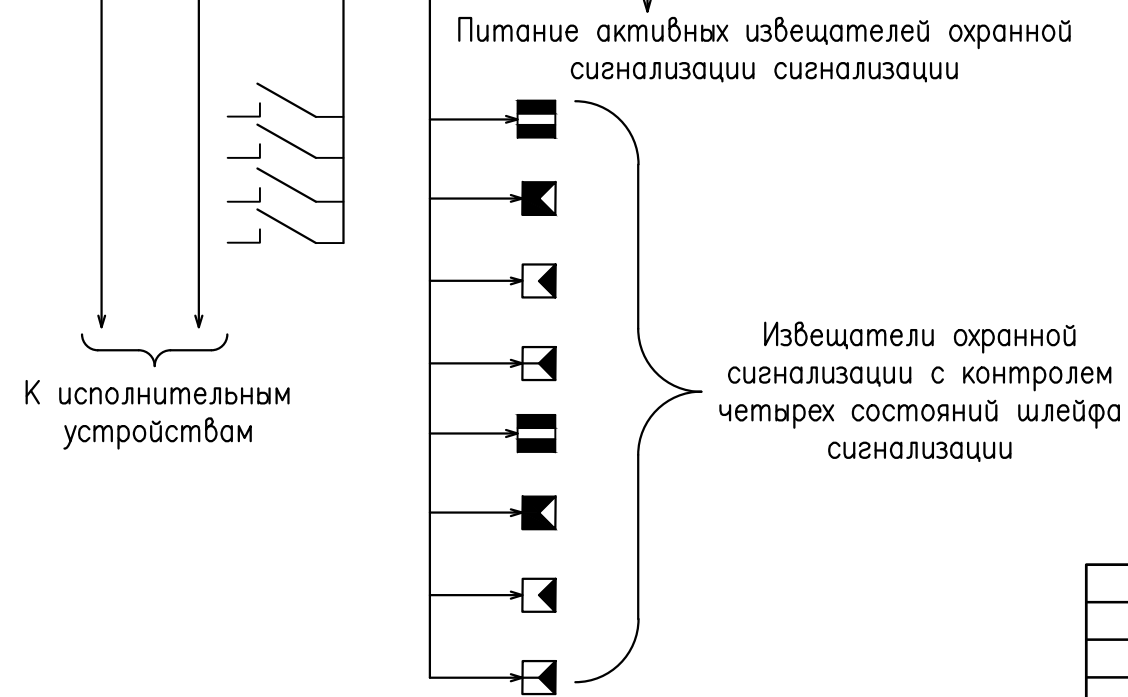 Питание активных извещателей охранной
сигнализации сигнализации
К исполнительным
устройствам
Извещатели охранной
сигнализации с контролем
четырех состояний шлейфа
сигнализации